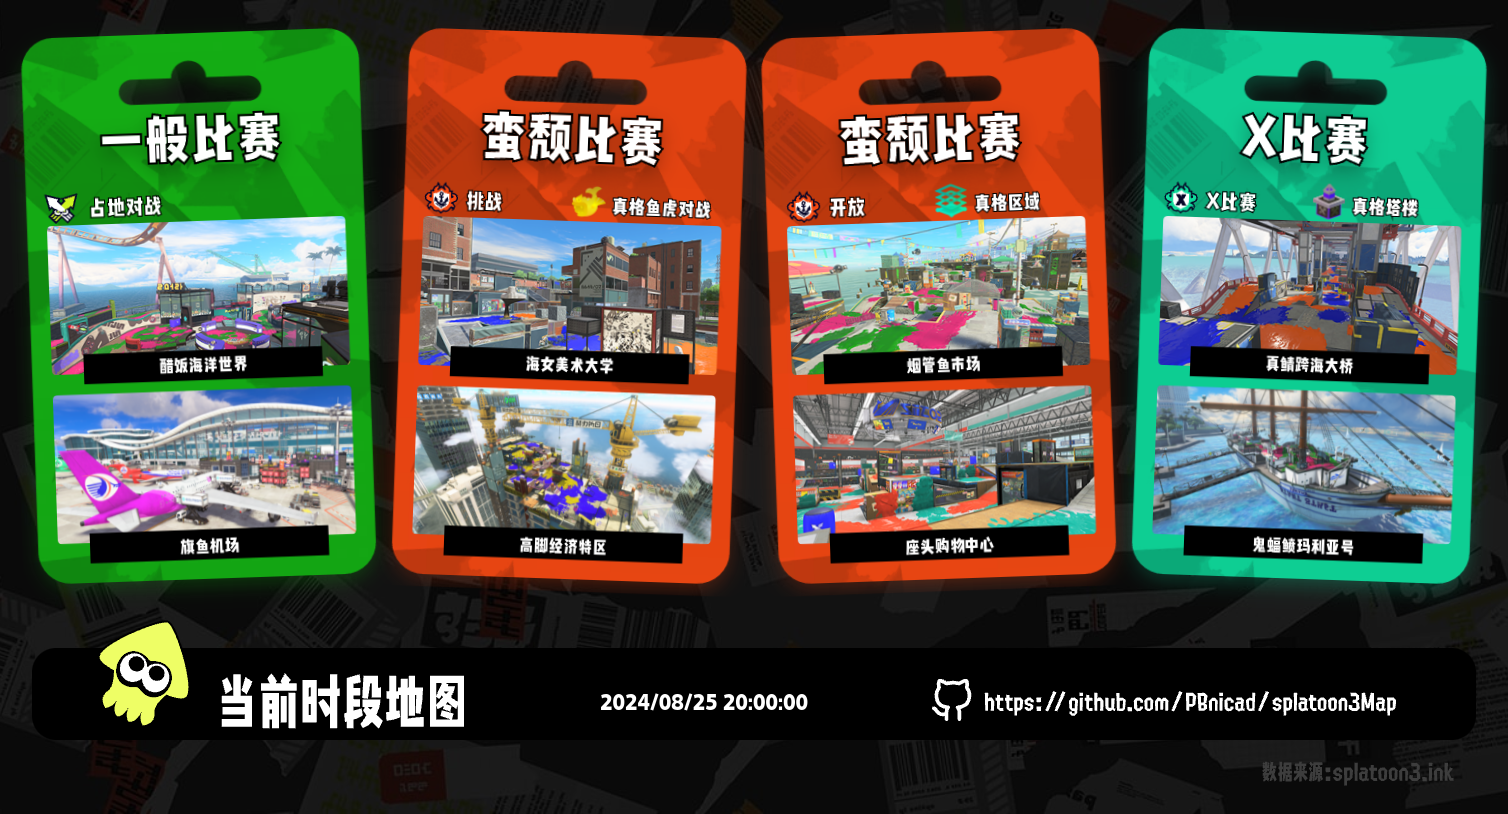 一般比赛
占地对战
醋饭海洋世界
旗鱼机场
蛮颓比赛
挑战
真格鱼虎对战
海女美术大学
高脚经济特区
蛮颓比赛
开放
真格区域
烟管鱼市场
座头购物中心
X比赛
X比赛
真格塔楼
真鲭跨海大桥
鬼蝠鲼玛利亚号
当前时段地图
2024/08/25 20:00:00
https://github.com/PBnicad/splatoon3Map
数据来源:splatoon3.ink